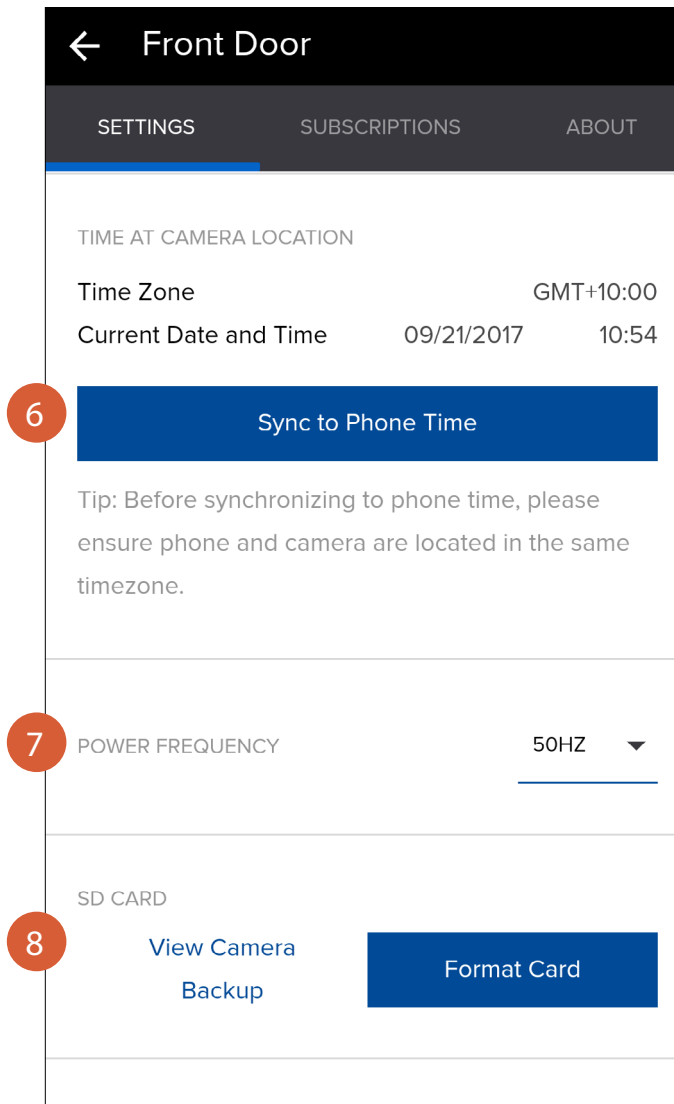 Front Door
SETTINGS SUBSCRIPTIONS ABOUT
TIME AT CAMERA LOCATION
Time Zone GMT+10:00
Current Date and Time 09/21/2017 10:54
6 Sync to Phone Time
Tip: Before synchronizing to phone time, please
ensure phone and camera are located in the same
timezone.
7 POWER FREQUENCY 50HZ
SD CARD
8 View Camera
Backup
Format Card